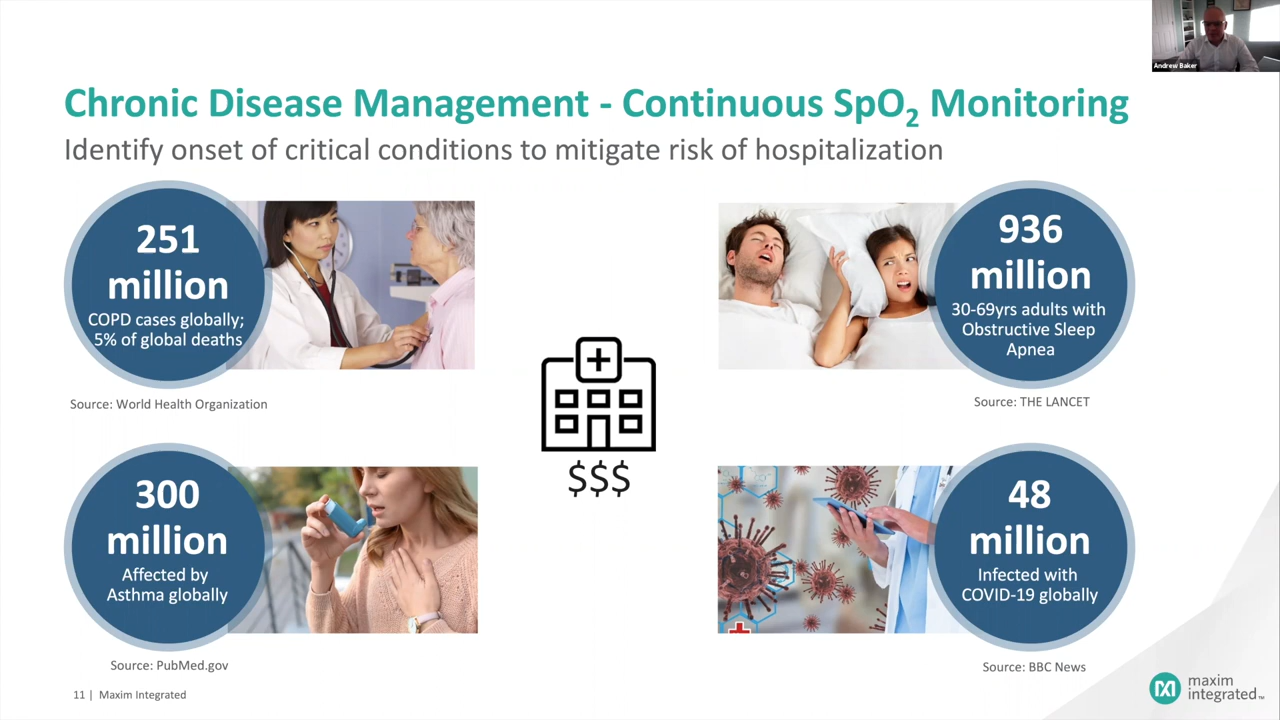 Andrew Baker
Chronic Disease Management - Continuous SpO2 Monitoring
Identify onset of critical conditions to mitigate risk of hospitalization
251
million
COPD cases globally;
5% of global deaths
Source: World Health Organization
936
million
30-69yrs adults with
Obstructive Sleep
Apnea
Source: THE LANCET
$$$
300
million
Affected by
Asthma globally
Source: PubMed.gov
48
million
Infected with
COVID-19 globally
Source: BBC News
11 | Maxim Integrated
maxim
integrated™